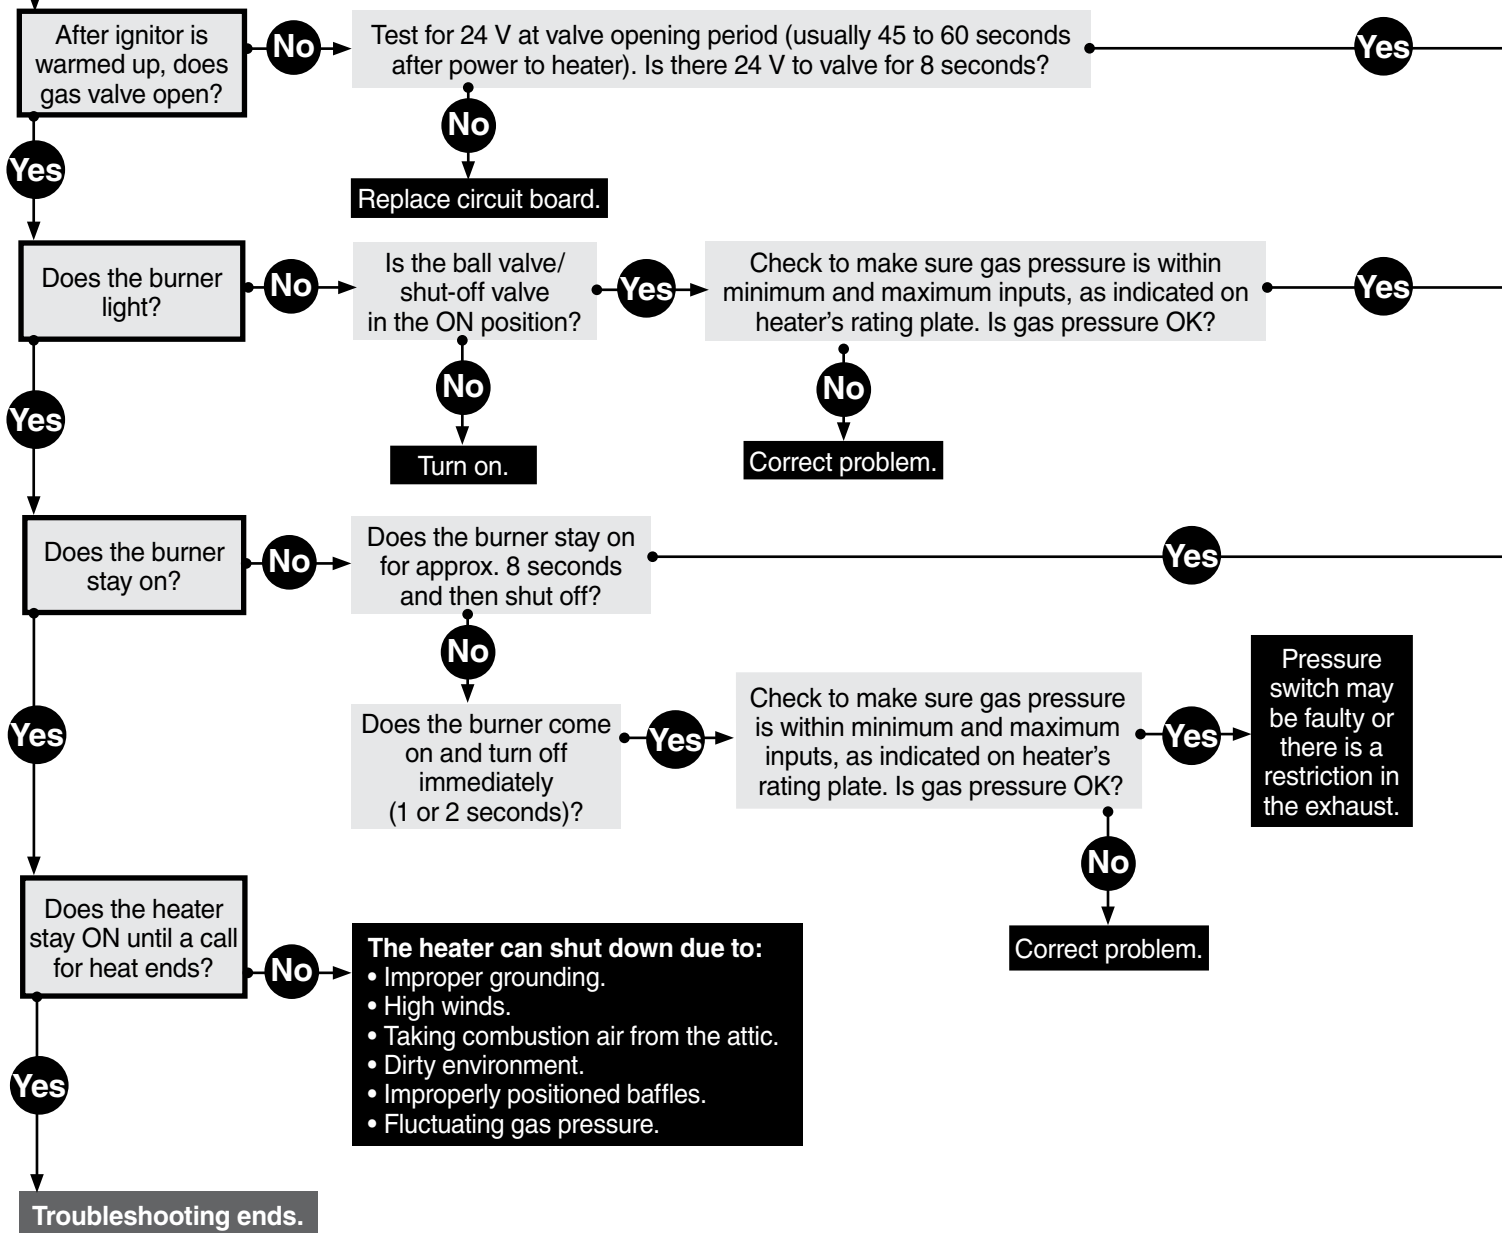 After ignitor is
warmed up, does
gas valve open?
No
Test for 24 V at valve opening period (usually 45 to 60 seconds
after power to heater). Is there 24 V to valve for 8 seconds?
Yes
No
Replace circuit board.
Yes
Does the burner
light?
No
Is the ball valve/
shut-off valve
in the ON position?
Yes
Check to make sure gas pressure is within
minimum and maximum inputs, as indicated on
heater's rating plate. Is gas pressure OK?
Yes
No
Turn on.
No
Correct problem.
Yes
Does the burner
stay on?
No
Does the burner stay on
for approx. 8 seconds
and then shut off?
Yes
No
Does the burner come
on and turn off
immediately
(1 or 2 seconds)?
Yes
Check to make sure gas pressure
is within minimum and maximum
inputs, as indicated on heater's
rating plate. Is gas pressure OK?
Yes
Pressure
switch may
be faulty or
there is a
restriction in
the exhaust.
No
Correct problem.
Yes
Does the heater
stay ON until a call
for heat ends?
No
The heater can shut down due to:
• Improper grounding.
• High winds.
• Taking combustion air from the attic.
• Dirty environment.
• Improperly positioned baffles.
• Fluctuating gas pressure.
Yes
Troubleshooting ends.